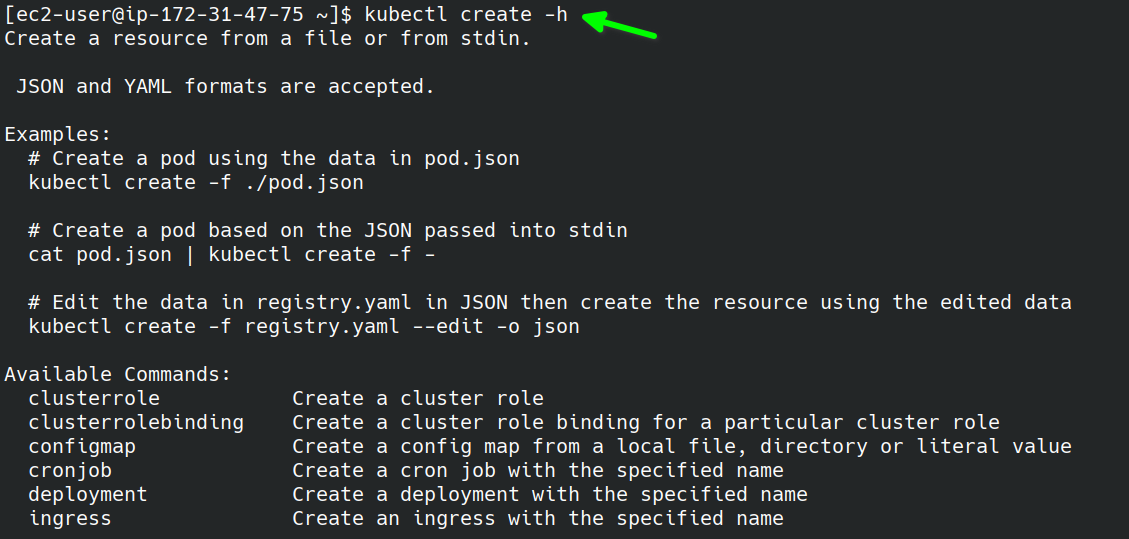 [ec2-user@ip-172-31-47-75 ~]$ kubectl create -h
Create a resource from a file or from stdin.
JSON and YAML formats are accepted.
Examples:
# Create a pod using the data in pod.json
kubectl create -f ./pod.json
# Create a pod based on the JSON passed into stdin
cat pod.json | kubectl create -f -
# Edit the data in registry.yaml in JSON then create the resource using the edited data
kubectl create -f registry.yaml --edit -o json
Available Commands:
clusterrole Create a cluster role
clusterrolebinding Create a cluster role binding for a particular cluster role
configmap Create a config map from a local file, directory or literal value
cronjob Create a cron job with the specified name
deployment Create a deployment with the specified name
ingress Create an ingress with the specified name